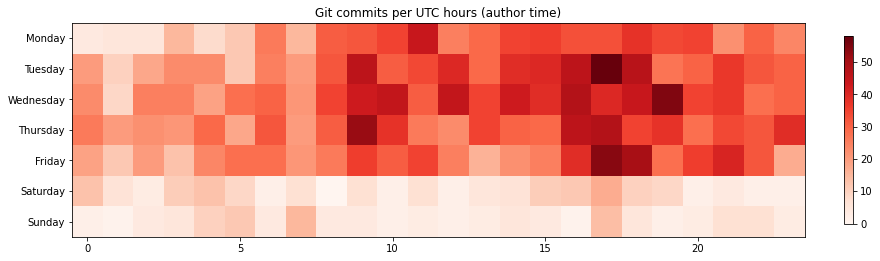 Git commits per UTC hours (author time)
Monday
Tuesday
Wednesday
Thursday
Friday
Saturday
Sunday
0 5 10 15 20
50
40
30
20
10
0